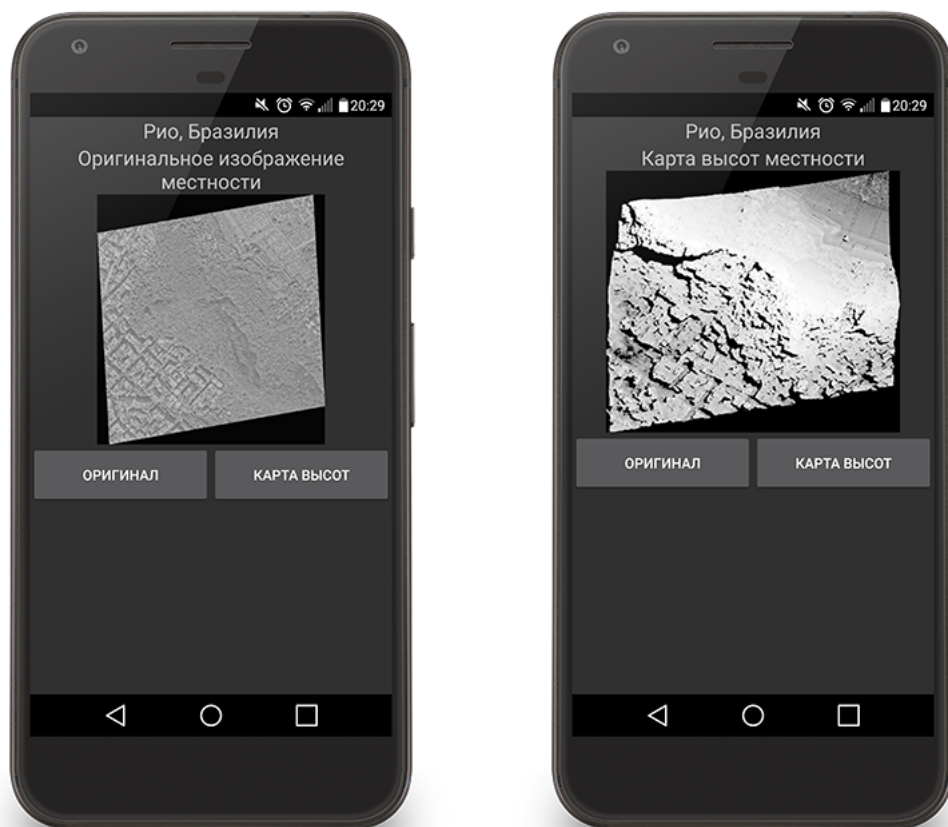 20:29
Рио, Бразилия
Оригинальное изображение
местности
ОРИГИНАЛ
КАРТА ВЫСОТ
20:29
Рио, Бразилия
Карта высот местности
ОРИГИНАЛ
КАРТА ВЫСОТ